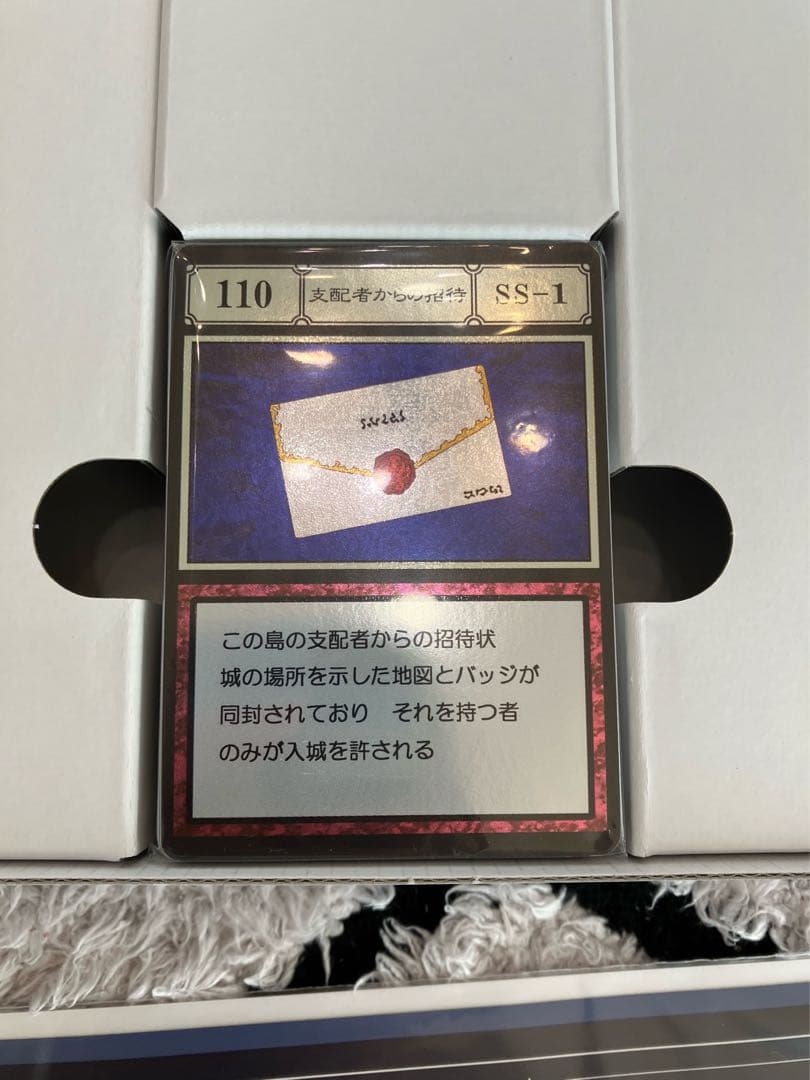 110 支配者からの招待 SS-1
この島の支配者からの招待状
城の場所を示した地図とバッジが
同封されており　それを持つ者
のみが入城を許される